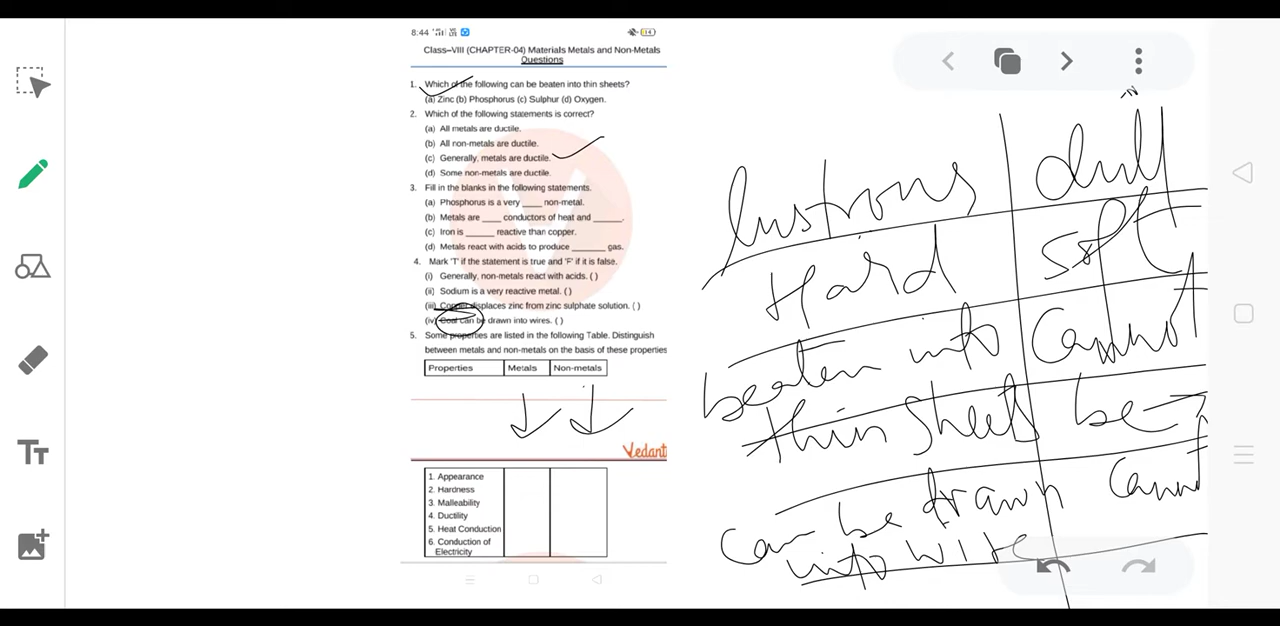 8:44
Class–VIII (CHAPTER-04) Materials Metals and Non-Metals
Questions
1. Which of the following can be beaten into thin sheets?
(a) Zinc (b) Phosphorus (c) Sulphur (d) Oxygen.
2. Which of the following statements is correct?
(a) All metals are ductile.
(b) All non-metals are ductile.
(c) Generally, metals are ductile.
(d) Some non-metals are ductile.
3. Fill in the blanks in the following statements.
(a) Phosphorus is a very ____ non-metal.
(b) Metals are ____ conductors of heat and ______.
(c) Iron is ______ reactive than copper.
(d) Metals react with acids to produce _______ gas.
4. Mark 'T' if the statement is true and 'F' if it is false.
(i) Generally, non-metals react with acids. ( )
(ii) Sodium is a very reactive metal. ( )
(iii) Copper displaces zinc from zinc sulphate solution. ( )
(iv) Coal can be drawn into wires. ( )
5. Some properties are listed in the following Table. Distinguish
between metals and non-metals on the basis of these properties
Properties Metals Non-metals
Vedant
1. Appearance
2. Hardness
3. Malleability
4. Ductility
5. Heat Conduction
6. Conduction of
Electricity
lustrous dull
Hard soft
beaten into cannot
thin sheets be
can be drawn cannot
into wire
TT